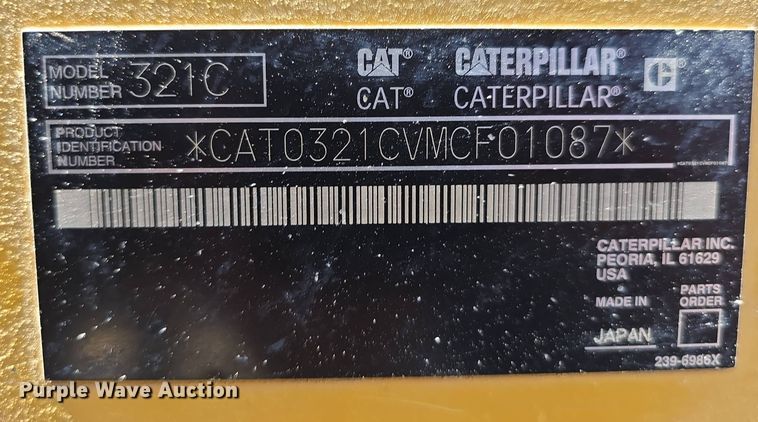 MODEL NUMBER 321C
CAT® CATERPILLAR® C
CAT® CATERPILLAR®
PRODUCT IDENTIFICATION NUMBER *CAT0321CVMCF01087*
*CAT0321CVMCF01087*
CATERPILLAR INC.
PEORIA, IL 61629
USA
MADE IN
JAPAN
PARTS ORDER
239-6986X
Purple Wave Auction